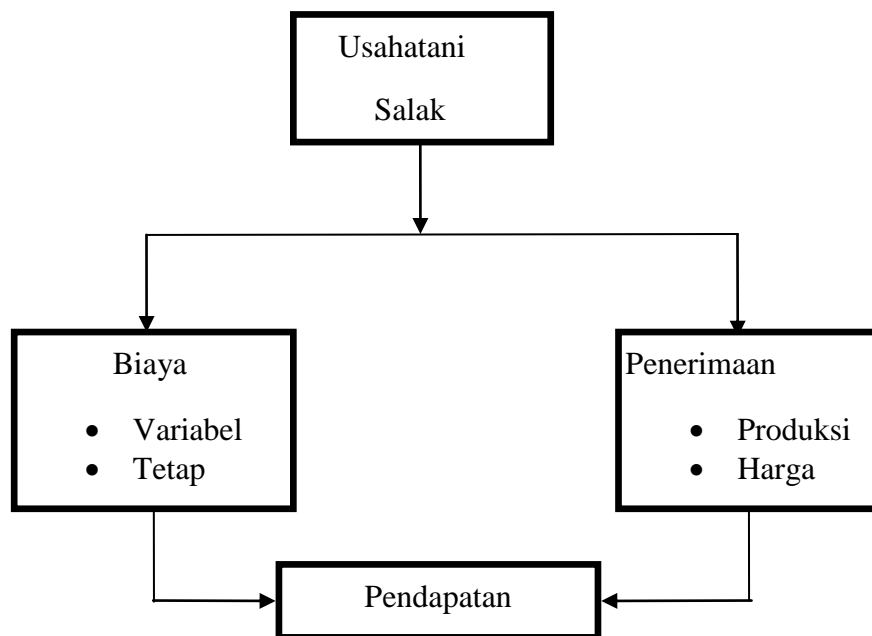 Usahatani
Salak
Biaya
• Variabel
• Tetap
Penerimaan
• Produksi
• Harga
Pendapatan